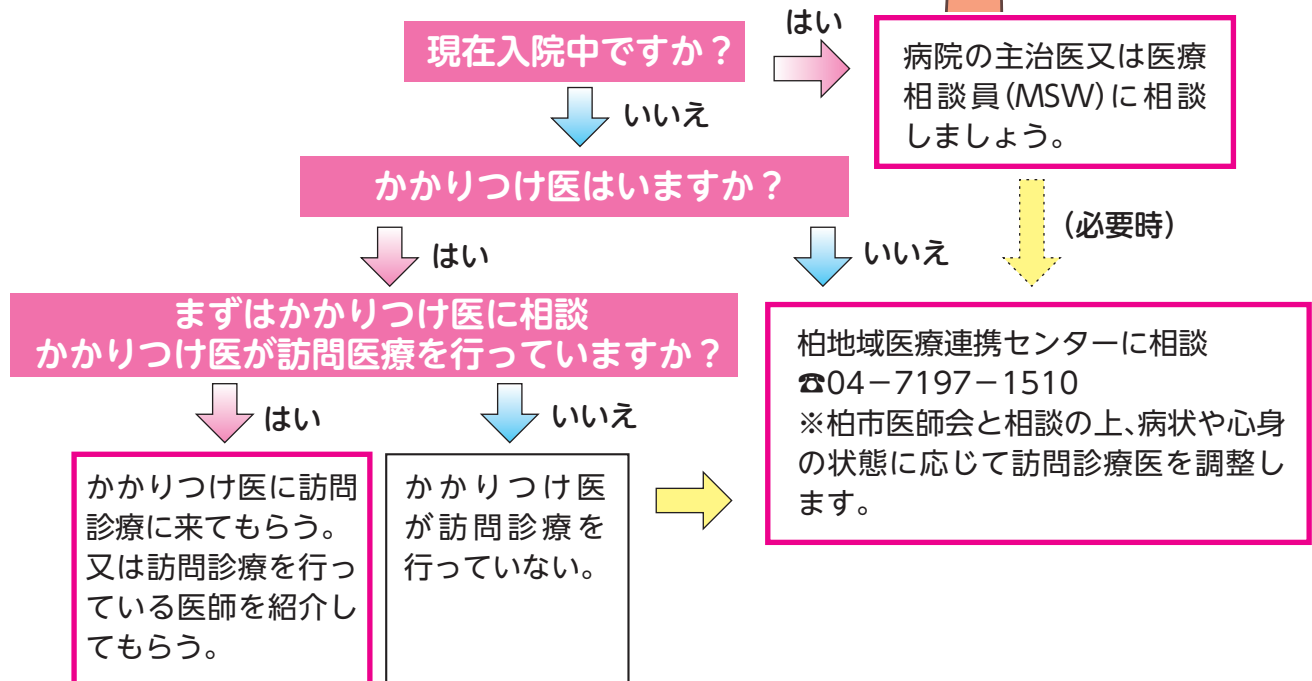 現在入院中ですか？
はい
病院の主治医又は医療
相談員(MSW)に相談
しましょう。
いいえ
かかりつけ医はいますか？
(必要時)
はい
いいえ
まずはかかりつけ医に相談
かかりつけ医が訪問医療を行っていますか？
柏地域医療連携センターに相談
☎04－7197－1510
※柏市医師会と相談の上、病状や心身
の状態に応じて訪問診療医を調整し
ます。
はい
いいえ
かかりつけ医に訪問
診療に来てもらう。
又は訪問診療を行っ
ている医師を紹介し
てもらう。
かかりつけ医
が訪問診療を
行っていない。